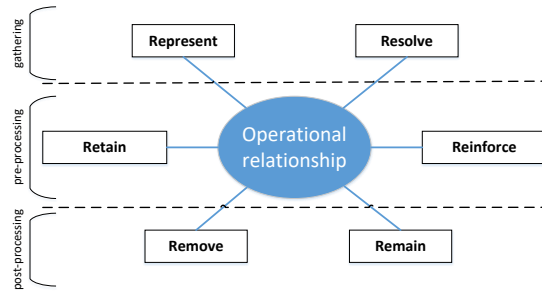 gathering
Represent
Resolve
pre-processing
Retain
Operational
relationship
Reinforce
post-processing
Remove
Remain